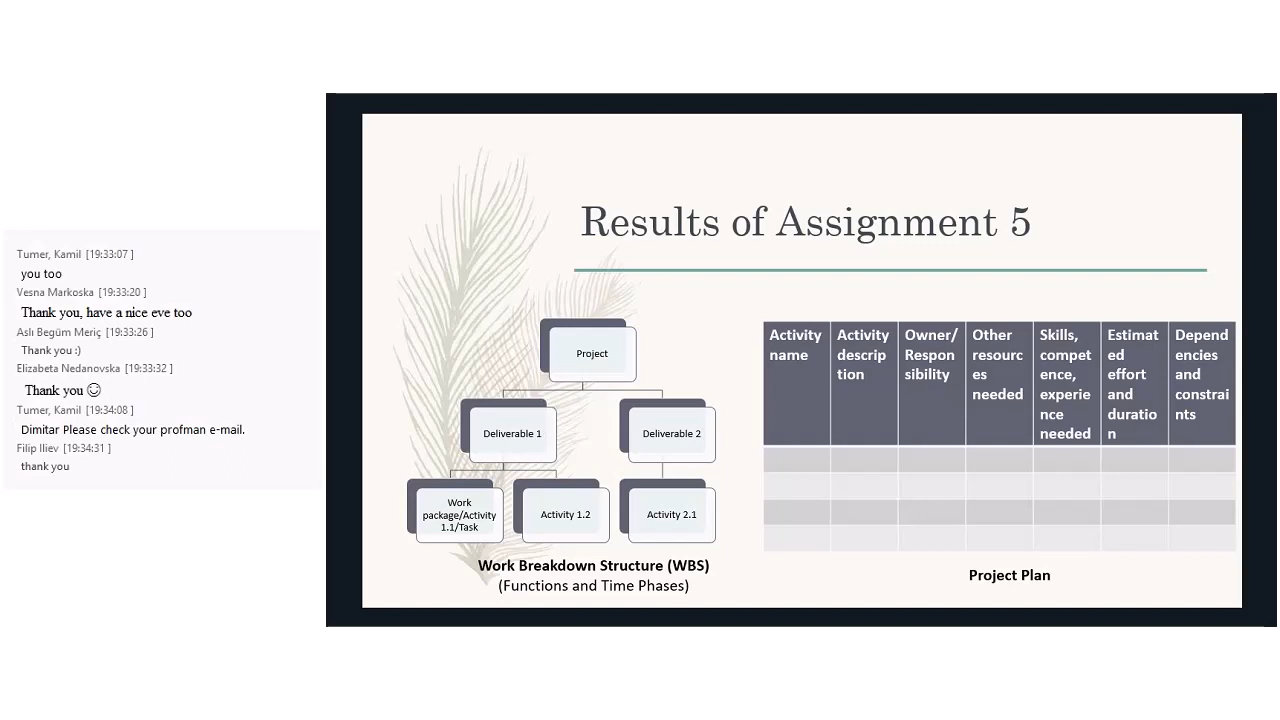 Tumer, Kamil [19:33:07 ]
you too
Vesna Markoska [19:33:20 ]
Thank you, have a nice eve too
Aslı Begüm Meriç [19:33:26 ]
Thank you :)
Elizabeta Nedanovska [19:33:32 ]
Thank you ☺
Tumer, Kamil [19:34:08 ]
Dimitar Please check your profman e-mail.
Filip Iliev [19:34:31 ]
thank you
Results of Assignment 5
Project
Deliverable 1
Deliverable 2
Work
package/Activity
1.1/Task
Activity 1.2
Activity 2.1
Work Breakdown Structure (WBS)
(Functions and Time Phases)
Activity
name
Activity
descrip
tion
Owner/
Respon
sibility
Other
resourc
es
needed
Skills,
compet
ence,
experie
nce
needed
Estimat
ed
effort
and
duratio
n
Depend
encies
and
constrai
nts
Project Plan